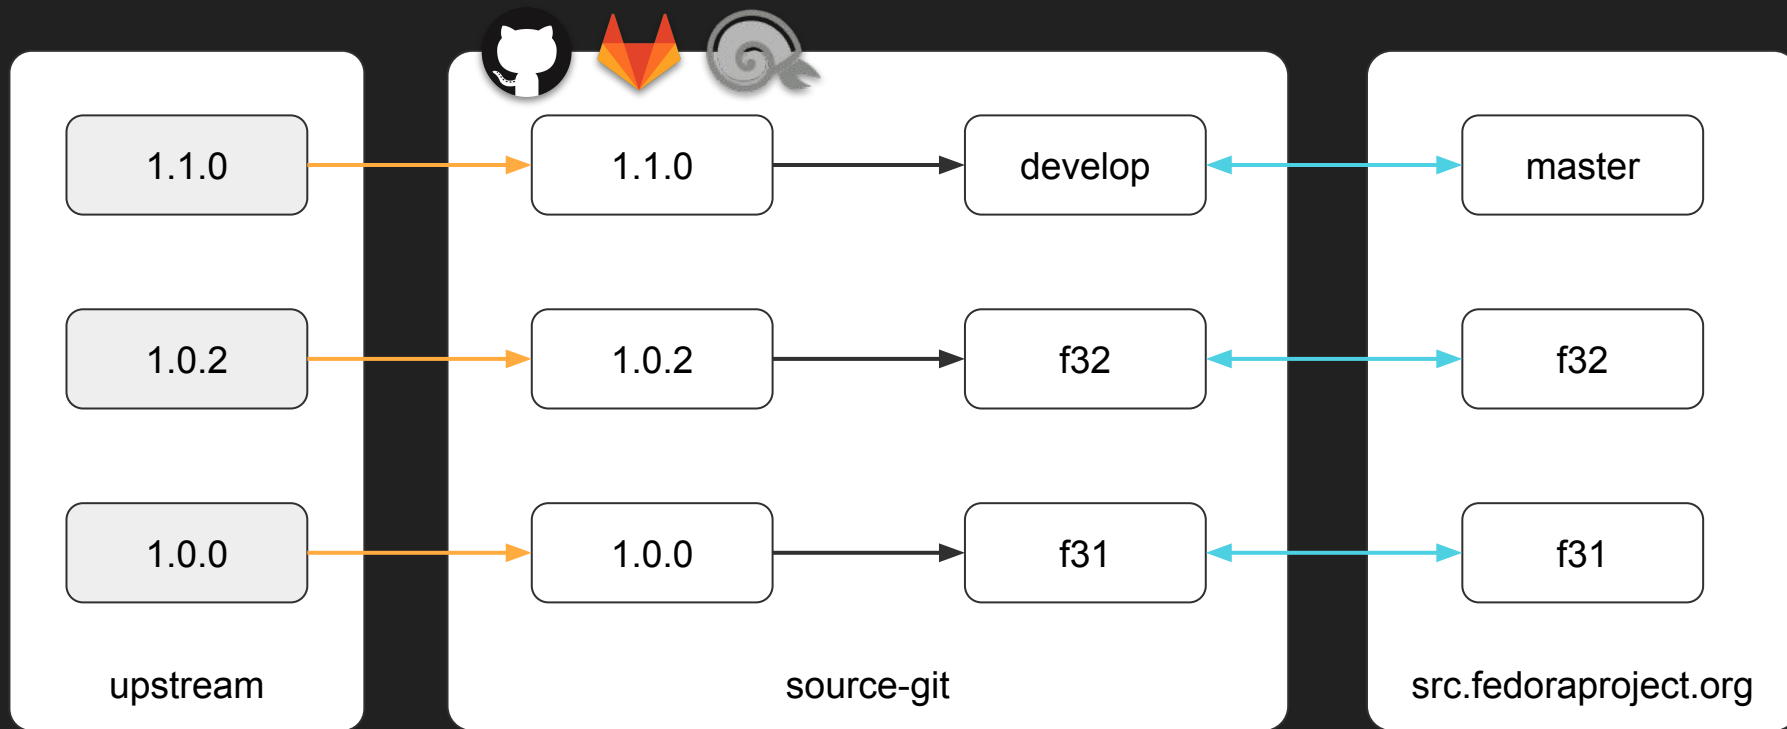 1.1.0
1.1.0
develop
master
1.0.2
1.0.2
f32
f32
1.0.0
1.0.0
f31
f31
upstream
source-git
src.fedoraproject.org